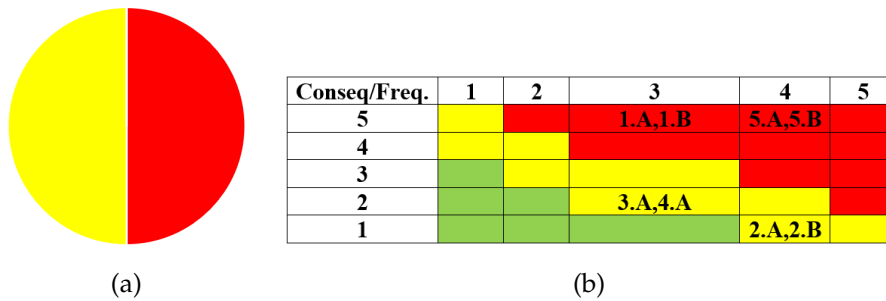 Conseq/Freq. 1 2 3 4 5
5 1.A,1.B 5.A,5.B
4
3
2 3.A,4.A
1 2.A,2.B
(a) (b)